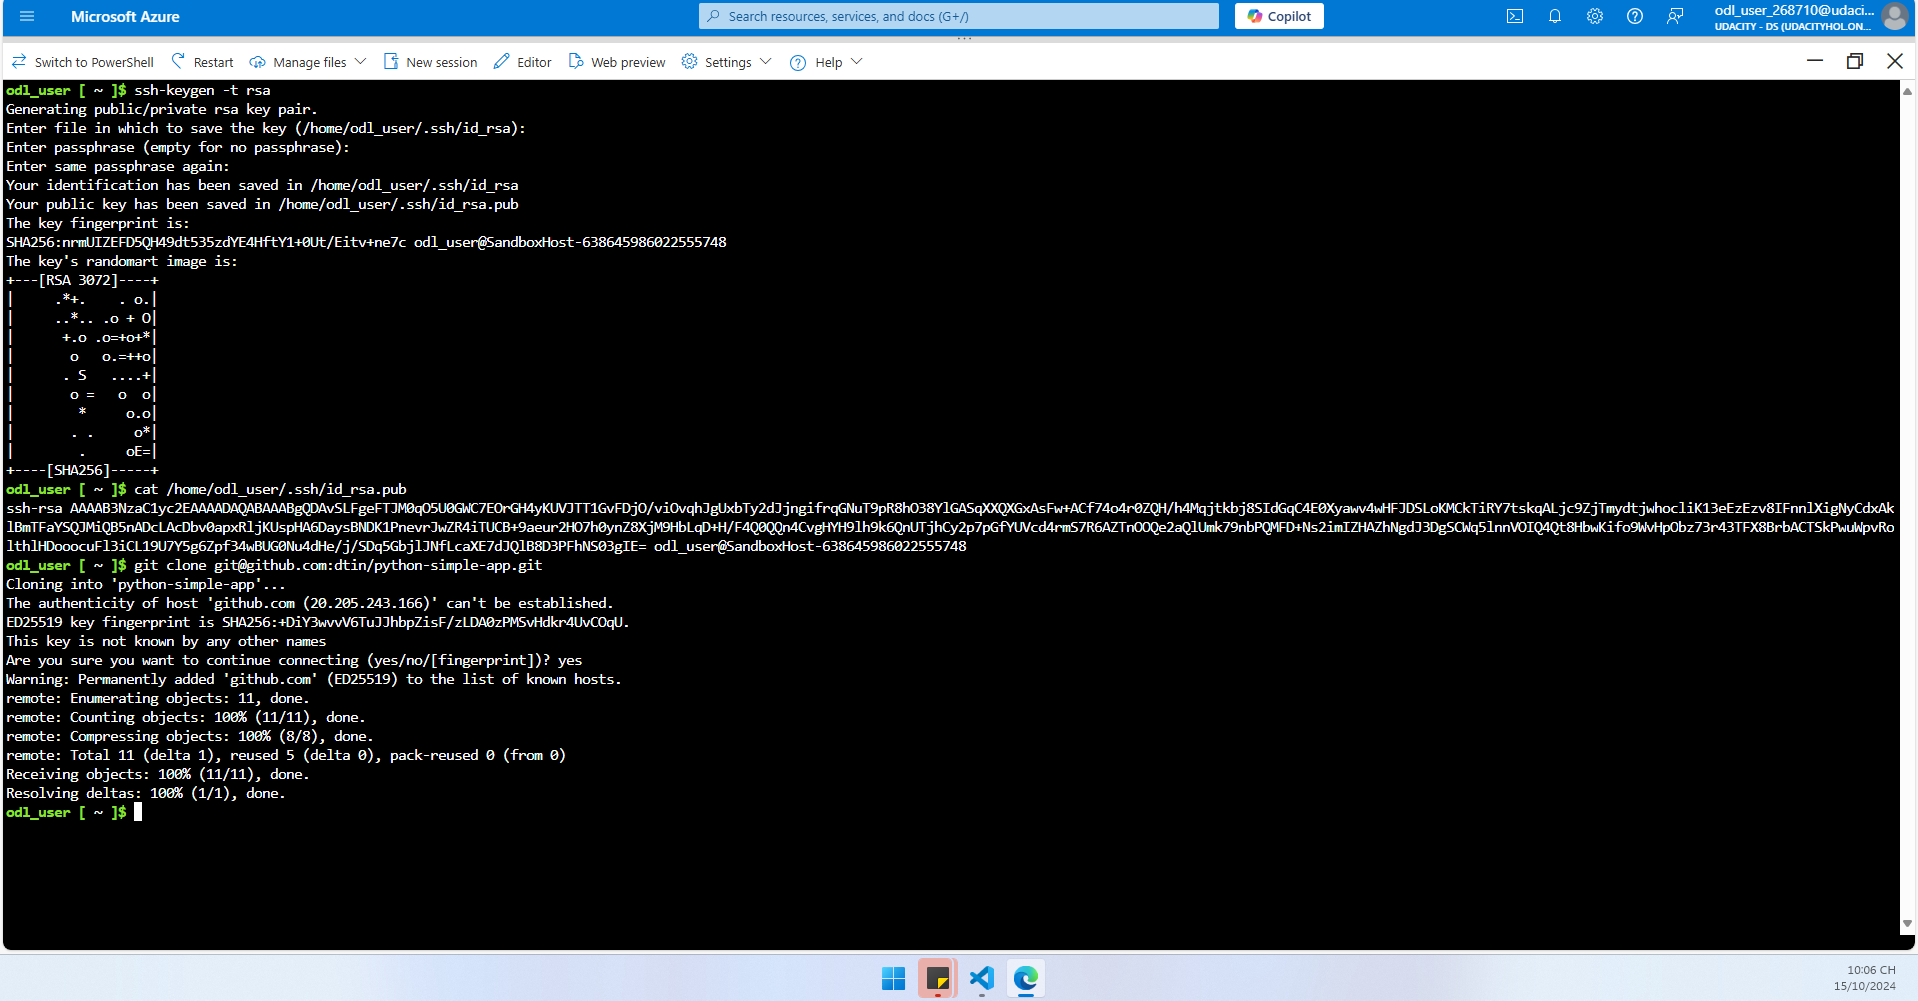 Microsoft Azure
Search resources, services, and docs (G+/)
Copilot
odl_user_268710@udaci...
UDACITY - DS (UDACITYHOL.ON...
Switch to PowerShell
Restart
Manage files
New session
Editor
Web preview
Settings
Help
odl_user [ ~ ]$ ssh-keygen -t rsa
Generating public/private rsa key pair.
Enter file in which to save the key (/home/odl_user/.ssh/id_rsa):
Enter passphrase (empty for no passphrase):
Enter same passphrase again:
Your identification has been saved in /home/odl_user/.ssh/id_rsa
Your public key has been saved in /home/odl_user/.ssh/id_rsa.pub
The key fingerprint is:
SHA256:nrmUIZEFD5QH49dt535zdYE4HftY1+0Ut/Eitv+ne7c odl_user@SandboxHost-638645986022555748
The key's randomart image is:
+---[RSA 3072]----+
|     .*+.    . o.|
|     ..*.. .o + O|
|      +.o .o=+o+*|
|       o   o.=++o|
|      . S   ....+|
|       o =   o  o|
|        *     o.o|
|       . .     o*|
|        .     oE=|
+----[SHA256]-----+
odl_user [ ~ ]$ cat /home/odl_user/.ssh/id_rsa.pub
ssh-rsa AAAAB3NzaC1yc2EAAAADAQABAAABgQDAvSLFgeFTJM0qO5U0GWC7EOrGH4yKUVJTT1GvFDjO/viOvqhJgUxbTy2dJjngifrqGNuT9pR8hO38YlGASqXXQXGxAsFw+ACf74o4r0ZQH/h4Mqjtkbj8SIdGqC4E0Xyawv4wHFJDSLoKMCkTiRY7tskqALjc9ZjTmydtjwhocliK13eEzEzv8IFnnlXigNyCdxAk
lBmTFaYSQJMiQB5nADcLAcDbv0apxRljKUspHA6DaysBNDK1PnevrJwZR4iTUCB+9aeur2HO7h0ynZ8XjM9HbLqD+H/F4Q0QQn4CvgHYH9lh9k6QnUTjhCy2p7pGfYUVcd4rmS7R6AZTnOOQe2aQlUmk79nbPQMFD+Ns2imIZHAZhNgdJ3DgSCWq5lnnVOIQ4Qt8HbwKifo9WvHpObz73r43TFX8BrbACTSkPwuWpvRo
lthlHDooocuFl3iCL19U7Y5g6Zpf34wBUG0Nu4dHe/j/SDq5GbjlJNfLcaXE7dJQlB8D3PFhNS03gIE= odl_user@SandboxHost-638645986022555748
odl_user [ ~ ]$ git clone git@github.com:dtin/python-simple-app.git
Cloning into 'python-simple-app'...
The authenticity of host 'github.com (20.205.243.166)' can't be established.
ED25519 key fingerprint is SHA256:+DiY3wvvV6TuJJhbpZisF/zLDA0zPMSvHdkr4UvCOqU.
This key is not known by any other names
Are you sure you want to continue connecting (yes/no/[fingerprint])? yes
Warning: Permanently added 'github.com' (ED25519) to the list of known hosts.
remote: Enumerating objects: 11, done.
remote: Counting objects: 100% (11/11), done.
remote: Compressing objects: 100% (8/8), done.
remote: Total 11 (delta 1), reused 5 (delta 0), pack-reused 0 (from 0)
Receiving objects: 100% (11/11), done.
Resolving deltas: 100% (1/1), done.
odl_user [ ~ ]$
10:06 CH
15/10/2024